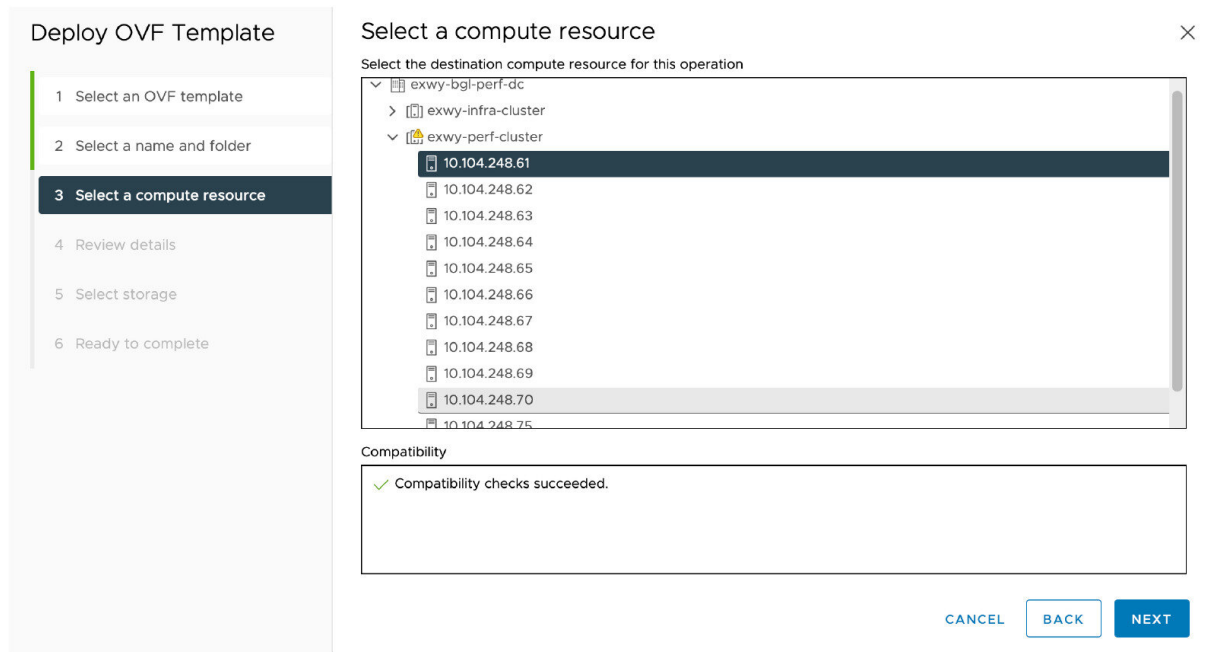 Deploy OVF Template
1 Select an OVF template
2 Select a name and folder
3 Select a compute resource
4 Review details
5 Select storage
6 Ready to complete
Select a compute resource
Select the destination compute resource for this operation
exwy-bgl-perf-dc
exwy-infra-cluster
exwy-perf-cluster
10.104.248.61
10.104.248.62
10.104.248.63
10.104.248.64
10.104.248.65
10.104.248.66
10.104.248.67
10.104.248.68
10.104.248.69
10.104.248.70
10.104.248.75
Compatibility
Compatibility checks succeeded.
CANCEL
BACK
NEXT